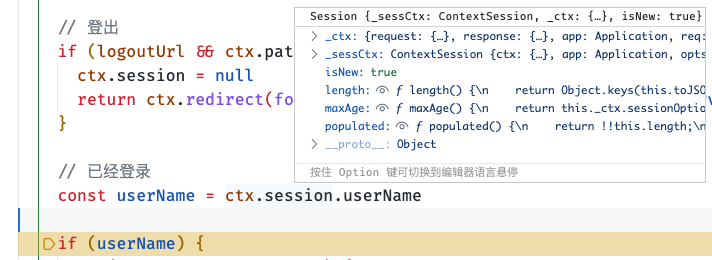 // 登出
if (logoutUrl && ctx.pat
ctx.session = null
return ctx.redirect(fo
}
// 已经登录
const userName = ctx.session.userName
if (userName) {
Session {_sessCtx: ContextSession, _ctx: {…}, isNew: true}
_ctx: {request: {…}, response: {…}, app: Application, req:
_sessCtx: ContextSession {ctx: {…}, app: Application, opts
isNew: true
length: ƒ length() {\n    return Object.keys(this.toJSO
maxAge: ƒ maxAge() {\n    return this._ctx.sessionOptio
populated: ƒ populated() {\n    return !!this.length;\n
__proto__: Object
按住 Option 键可切换到编辑器语言悬停